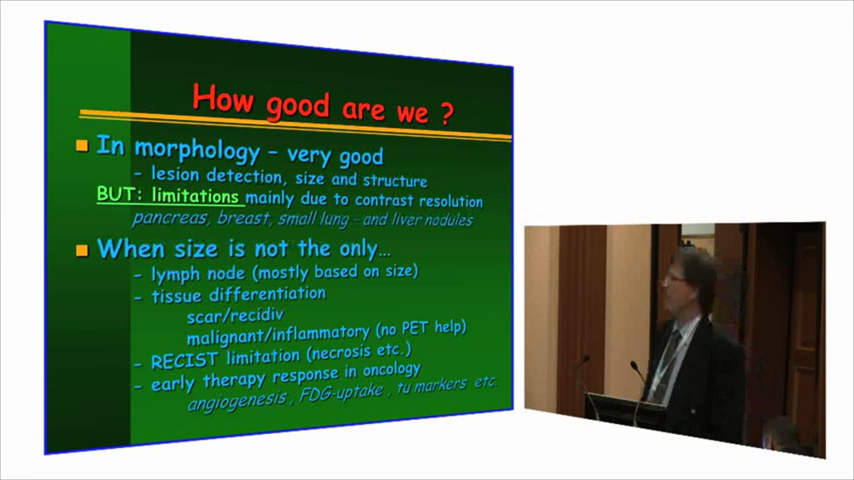 How good are we ?
In morphology – very good
- lesion detection, size and structure
BUT: limitations mainly due to contrast resolution
pancreas, breast, small lung – and liver nodules
When size is not the only…
- lymph node (mostly based on size)
- tissue differentiation
scar/recidiv
malignant/inflammatory (no PET help)
- RECIST limitation (necrosis etc.)
- early therapy response in oncology
angiogenesis , FDG-uptake , tu markers etc.